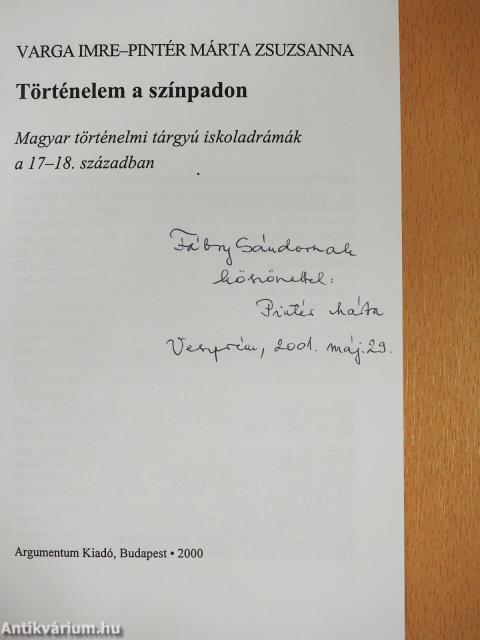 VARGA IMRE–PINTÉR MÁRTA ZSUZSANNA
Történelem a színpadon
Magyar történelmi tárgyú iskoladrámák
a 17–18. században
Fábry Sándornak
köszönettel:
Pintér Márta
Veszprém, 2001. máj. 29.
Argumentum Kiadó, Budapest • 2000
Antikvárium.hu